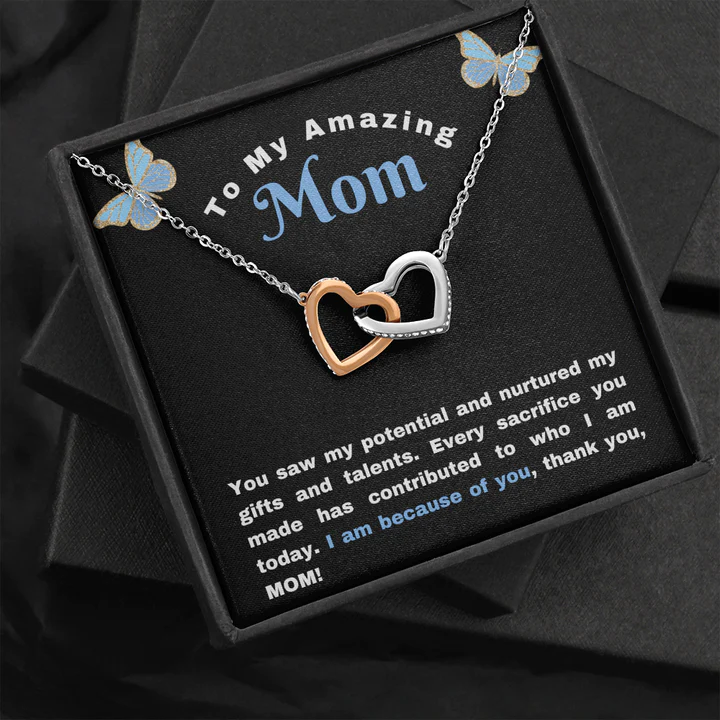 To My Amazing
Mom
You saw my potential and nurtured my
gifts and talents. Every sacrifice you
made has contributed to who I am
today. I am because of you, thank you,
MOM!